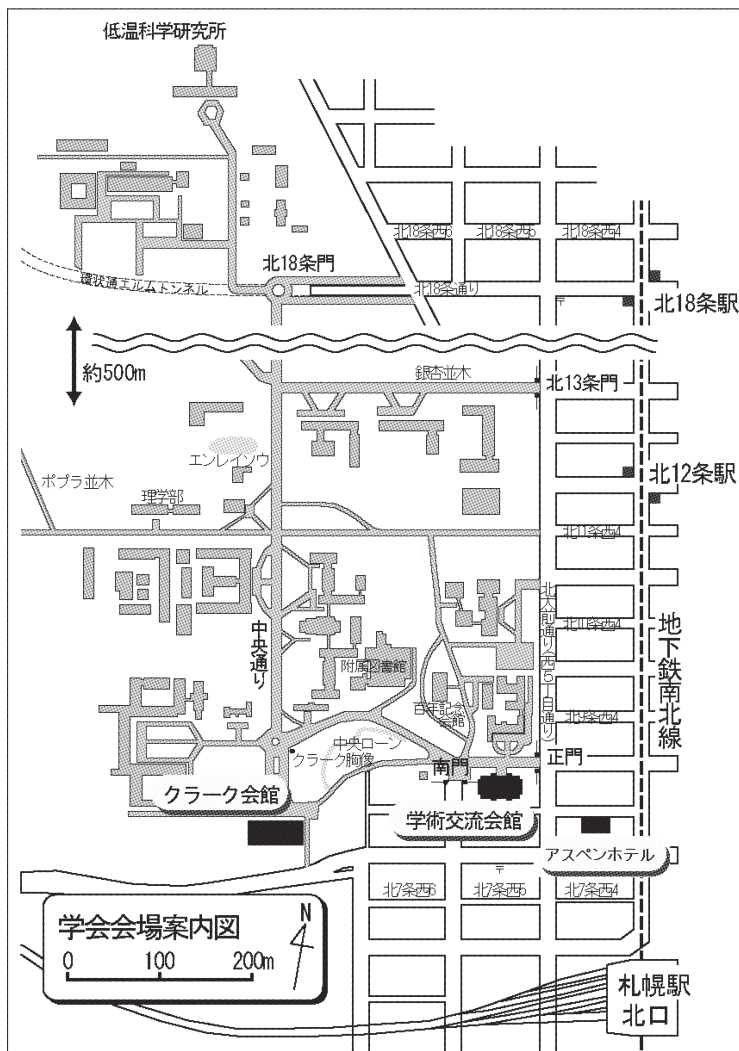 低温科学研究所
北18条西6
北18条西5
北18条西4
北18条門
環状通エルムトンネル
北18条通り
〒
北18条駅
約500m
銀杏並木
北13条門
エンレイソウ
ポプラ並木
理学部
北12条駅
北11条西4
中央通り
北大前通り(西5丁目通り)
北10条西4
地下鉄南北線
附属図書館
百年記念
会館
北9条西4
中央ローン
クラーク胸像
南門
正門
クラーク会館
学術交流会館
アスペンホテル
〒
北7条西6
北7条西5
北7条西4
学会会場案内図
N
0 100 200m
札幌駅
北口